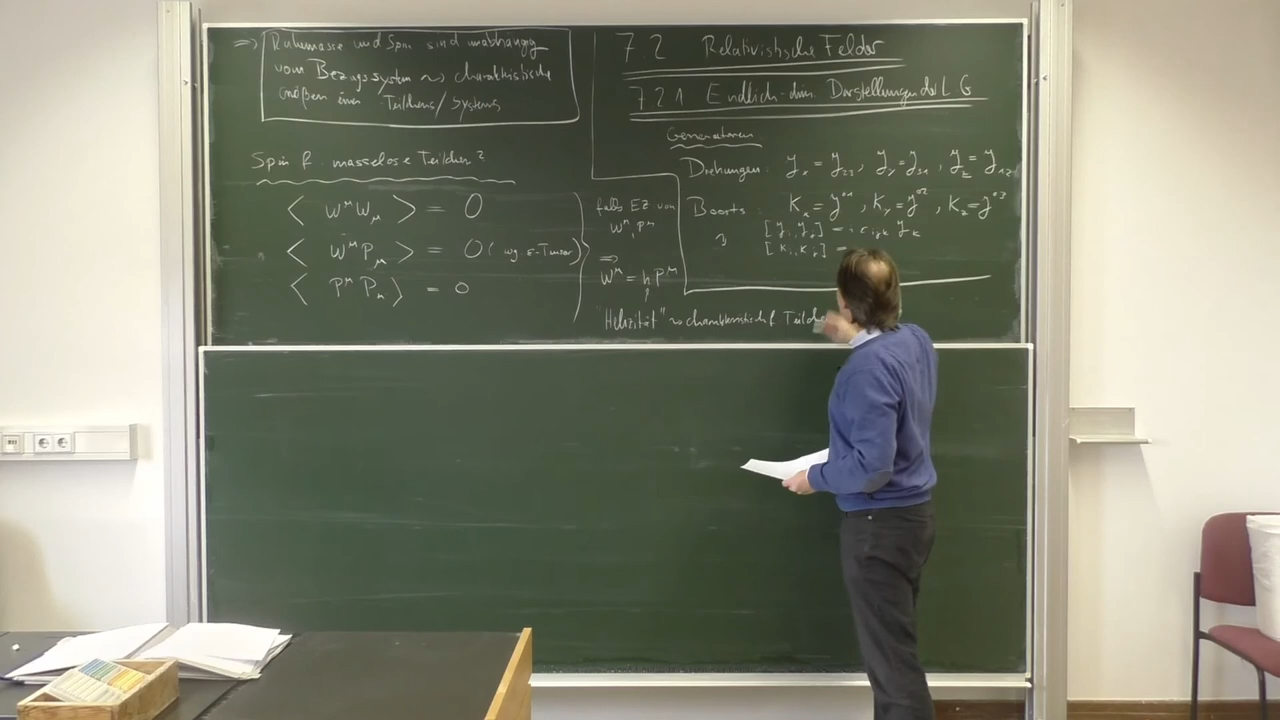 ⇒ Ruhemasse und Spin sind unabhängig
vom Bezugssystem ⇝ charakteristische
Größen eines Teilchens/Systems
Spin f. masselose Teilchen?
⟨ W^μ W_μ ⟩ = 0
⟨ W^μ P_μ ⟩ = 0 (wg ε-Tensor)
⟨ P^μ P_μ ⟩ = 0
falls EZ von
W^μ, P^μ
⇒
W^μ = h P^μ
"Helizität" ⇝ charakteristisch f. Teilche
7.2 Relativistische Felder
7.2.1 Endlich-dim. Darstellungen der L G
Generatoren
Drehungen: J_x = J_23, J_y = J_31, J_z = J_12
Boosts: K_x = J^01, K_y = J^02, K_z = J^03
[J_i, J_j] = i ε_ijk J_k
[K_i, K_j] =